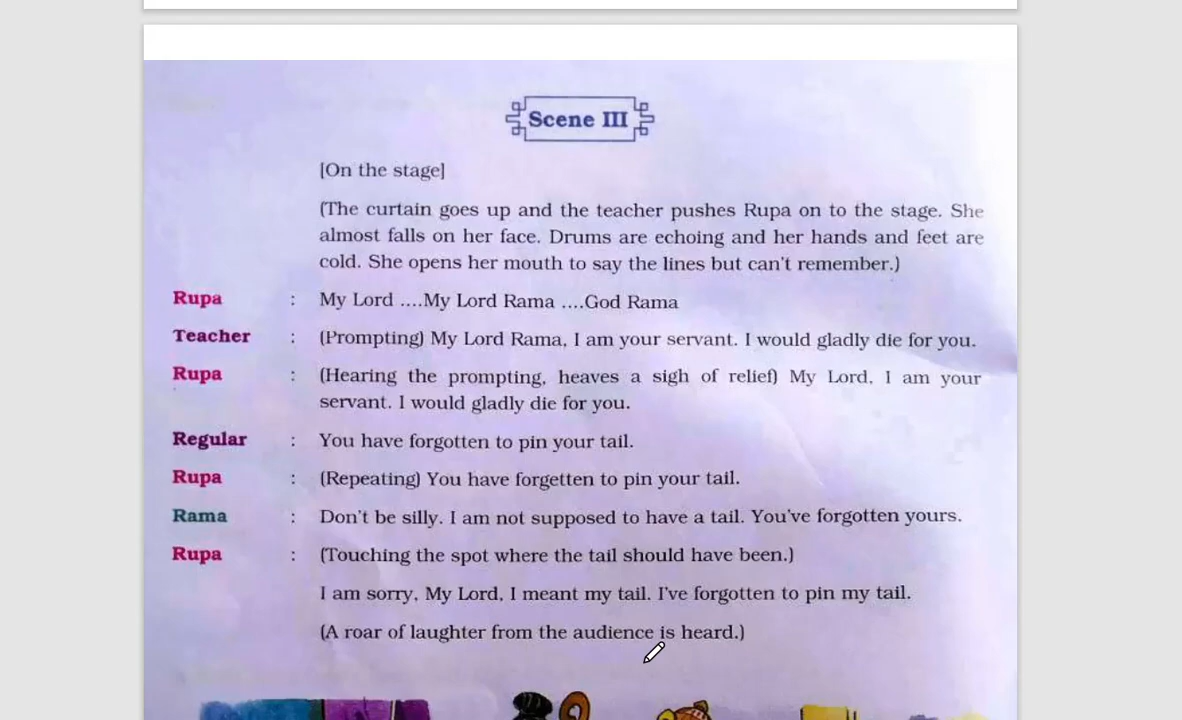 Scene III
[On the stage]
(The curtain goes up and the teacher pushes Rupa on to the stage. She
almost falls on her face. Drums are echoing and her hands and feet are
cold. She opens her mouth to say the lines but can't remember.)
Rupa : My Lord ....My Lord Rama ....God Rama
Teacher : (Prompting) My Lord Rama, I am your servant. I would gladly die for you.
Rupa : (Hearing the prompting, heaves a sigh of relief) My Lord, I am your
servant. I would gladly die for you.
Regular : You have forgotten to pin your tail.
Rupa : (Repeating) You have forgetten to pin your tail.
Rama : Don't be silly. I am not supposed to have a tail. You've forgotten yours.
Rupa : (Touching the spot where the tail should have been.)
I am sorry, My Lord, I meant my tail. I've forgotten to pin my tail.
(A roar of laughter from the audience is heard.)